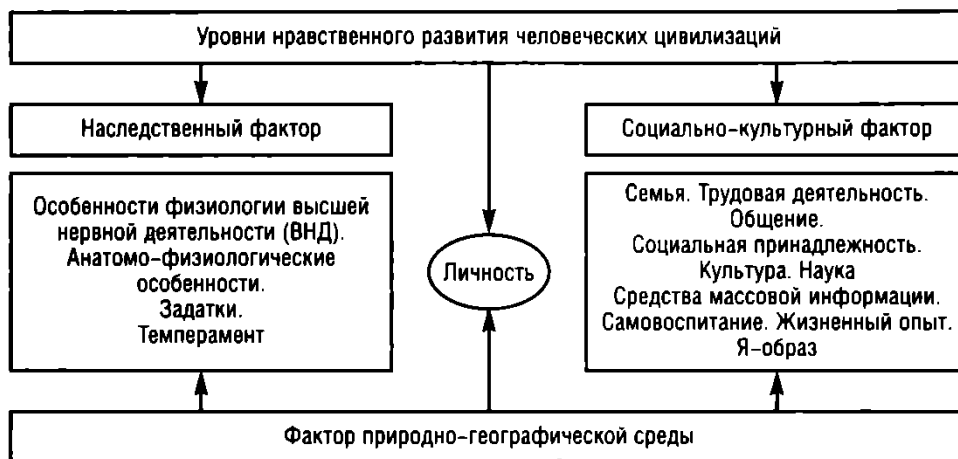 Уровни нравственного развития человеческих цивилизаций
Наследственный фактор
Социально-культурный фактор
Особенности физиологии высшей
нервной деятельности (ВНД).
Анатомо-физиологические
особенности.
Задатки.
Темперамент
Личность
Семья. Трудовая деятельность.
Общение.
Социальная принадлежность.
Культура. Наука
Средства массовой информации.
Самовоспитание. Жизненный опыт.
Я-образ
Фактор природно-географической среды